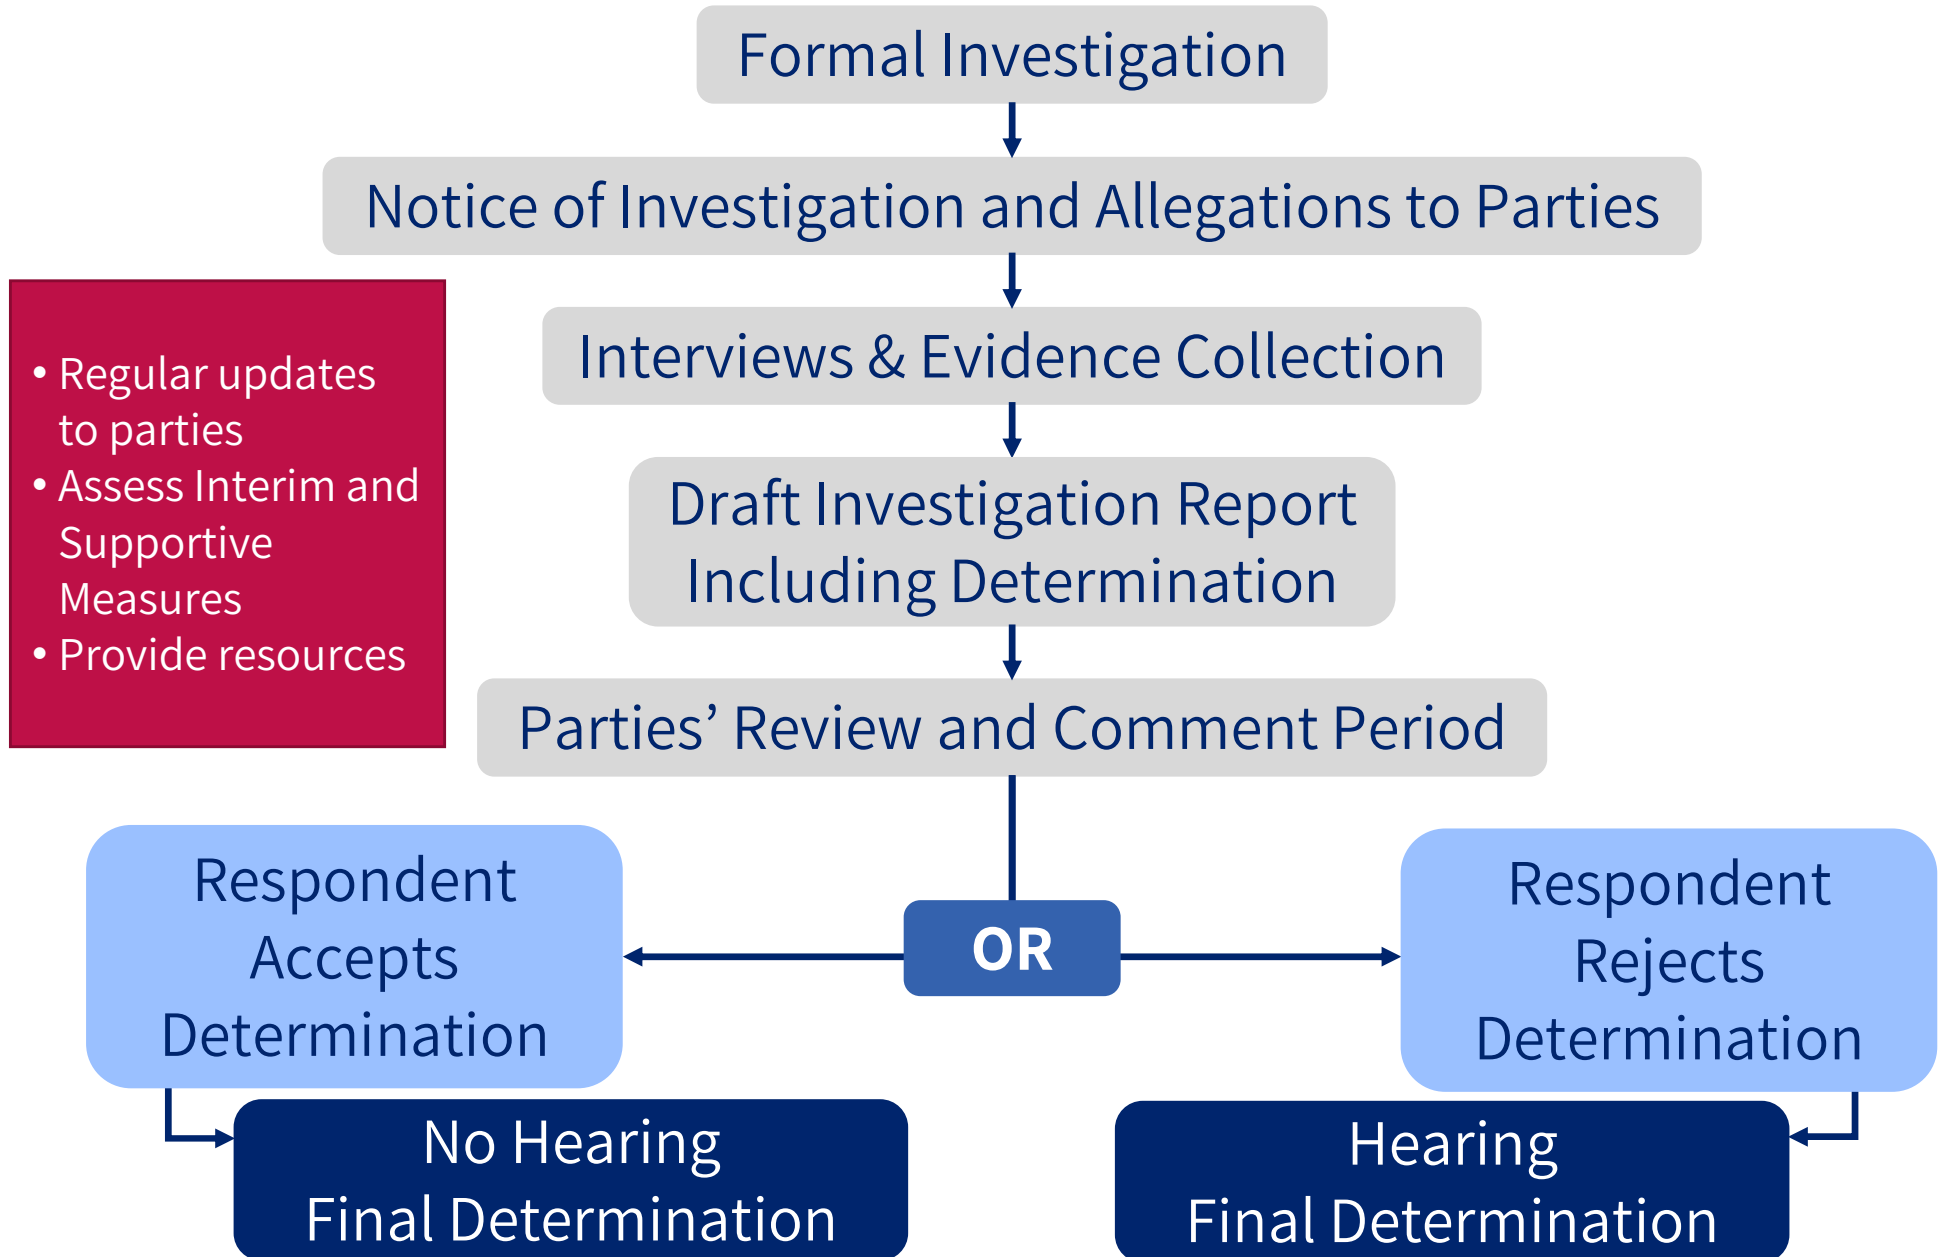 Formal Investigation
Notice of Investigation and Allegations to Parties
Interviews & Evidence Collection
• Regular updates
to parties
• Assess Interim and
Supportive
Measures
• Provide resources
Draft Investigation Report
Including Determination
Parties’ Review and Comment Period
Respondent
Accepts
Determination
OR
Respondent
Rejects
Determination
No Hearing
Final Determination
Hearing
Final Determination